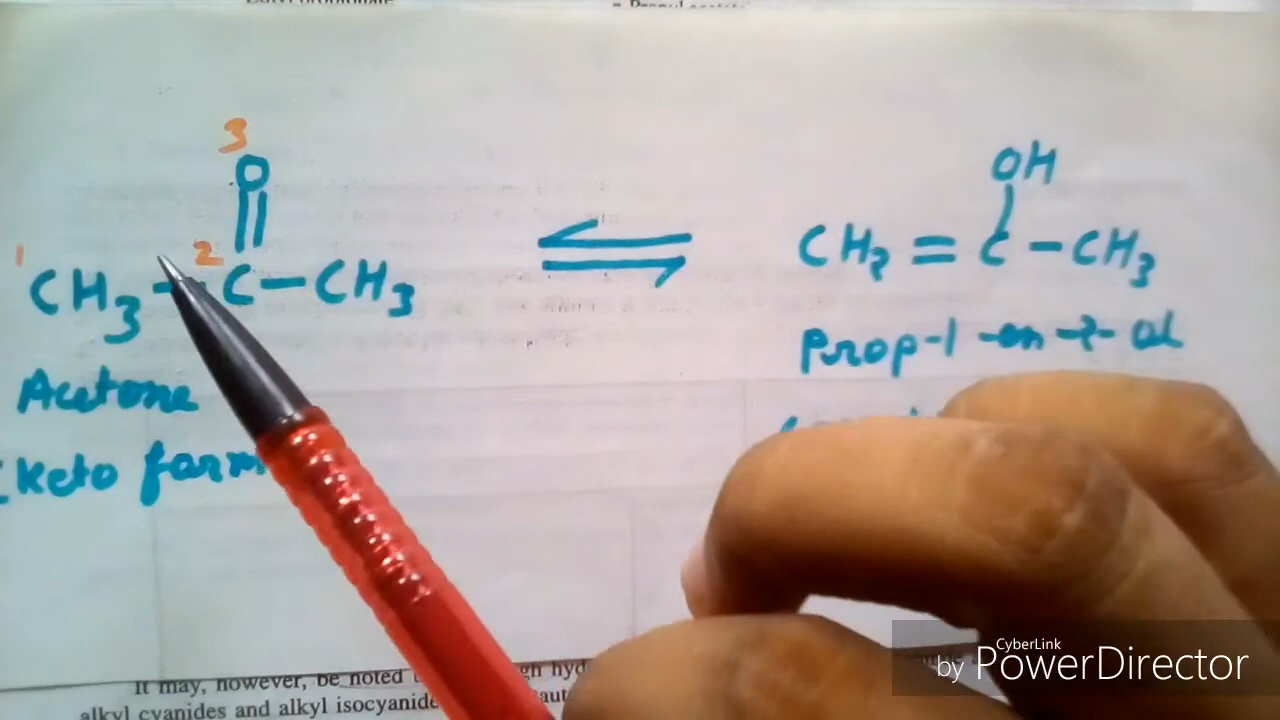 3
O
1
2
CH3 - C - CH3
Acetone
keto form
OH
CH2 = C - CH3
Prop-1-en-2-ol
It may, however, be noted
alkyl cyanides and alkyl
CyberLink
by PowerDirector